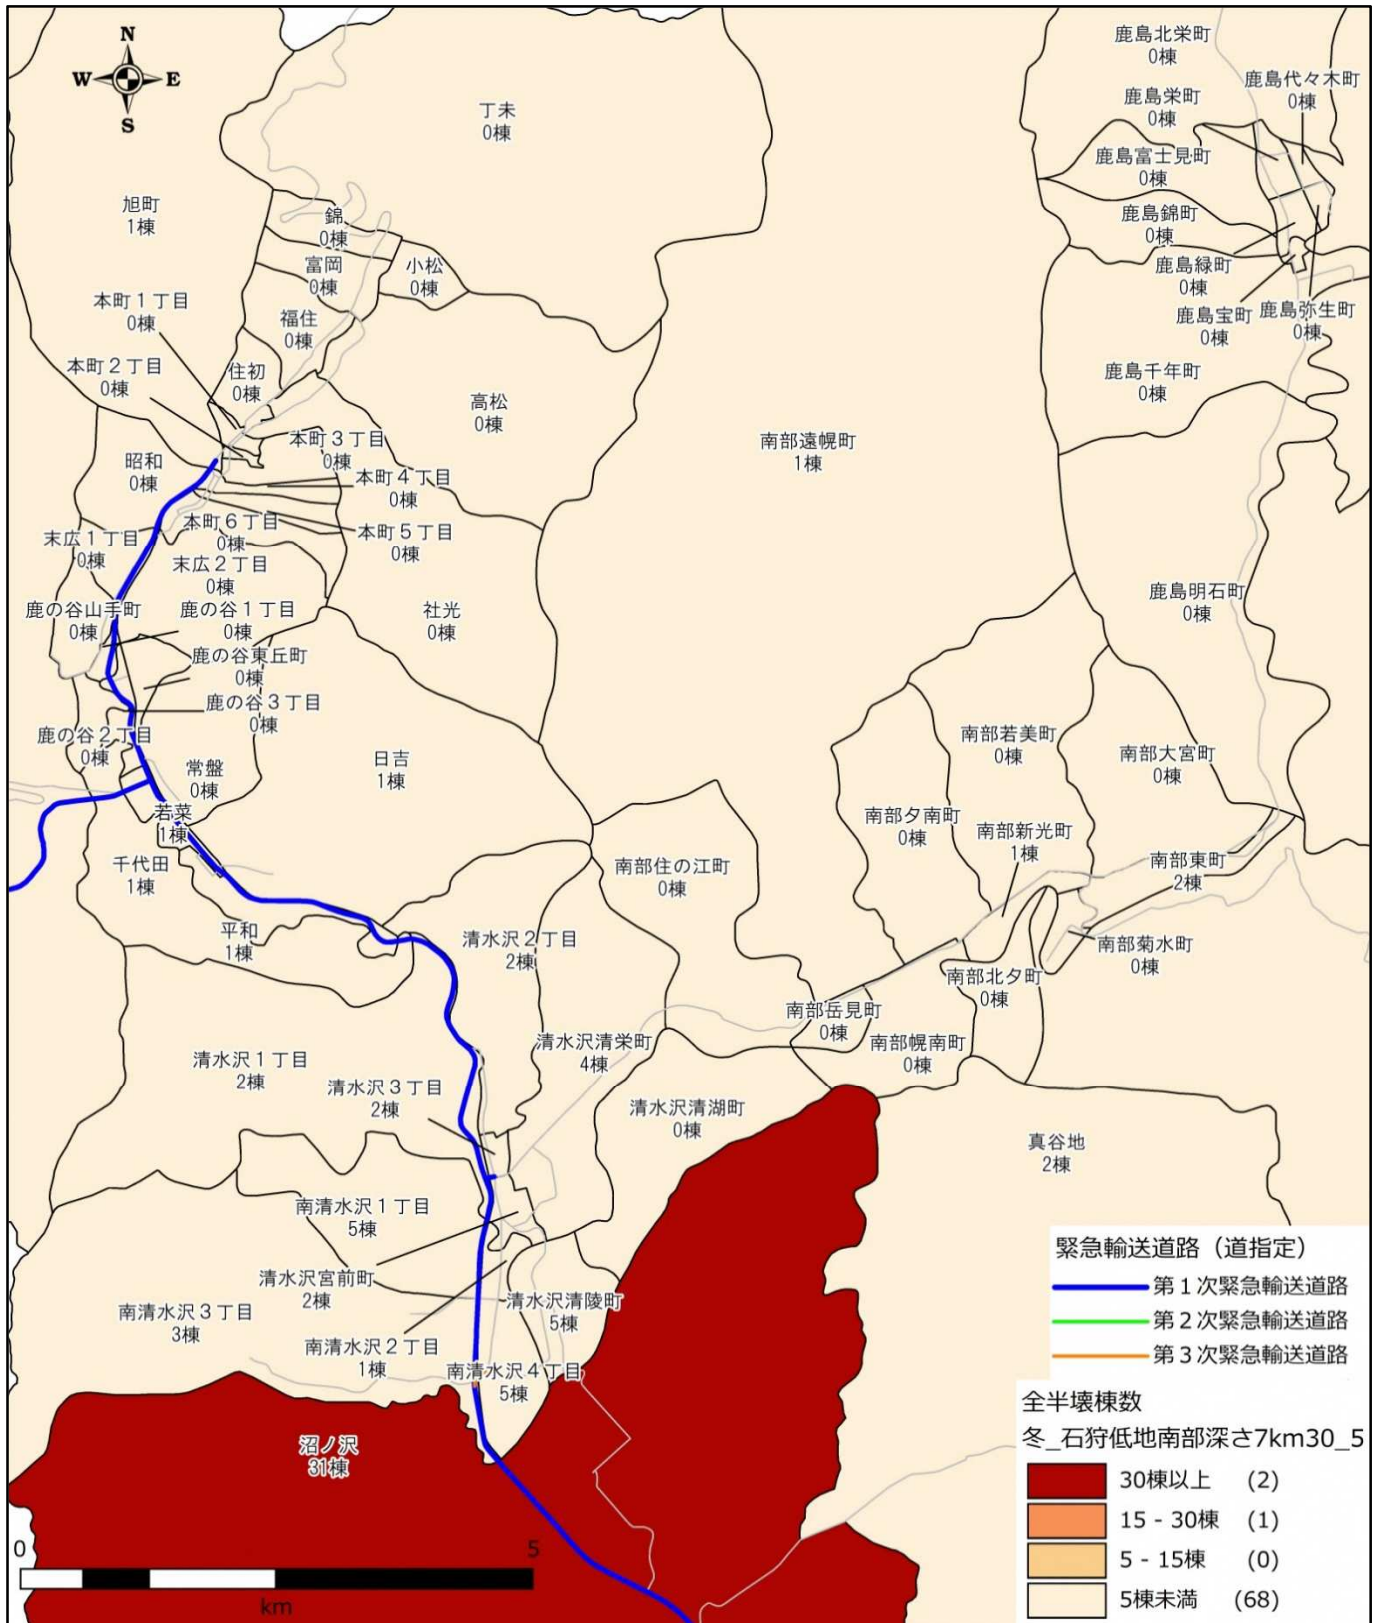 N
W E
S
丁未
0棟
旭町
1棟
錦
0棟
富岡
0棟
小松
0棟
福住
0棟
本町１丁目
0棟
本町２丁目
0棟
住初
0棟
高松
0棟
本町３丁目
0棟
昭和
0棟
本町４丁目
0棟
本町６丁目
0棟
本町５丁目
0棟
末広１丁目
0棟
末広２丁目
0棟
鹿の谷山手町
0棟
鹿の谷１丁目
0棟
社光
0棟
鹿の谷東丘町
0棟
鹿の谷３丁目
0棟
鹿の谷２丁目
0棟
常盤
0棟
日吉
1棟
若菜
1棟
千代田
1棟
平和
1棟
鹿島北栄町
0棟
鹿島代々木町
0棟
鹿島栄町
0棟
鹿島富士見町
0棟
鹿島錦町
0棟
鹿島緑町
0棟
鹿島宝町
0棟
鹿島弥生町
0棟
鹿島千年町
0棟
南部遠幌町
1棟
鹿島明石町
0棟
南部若美町
0棟
南部大宮町
0棟
南部夕南町
0棟
南部新光町
1棟
南部住の江町
0棟
南部東町
2棟
南部菊水町
0棟
南部北夕町
0棟
南部岳見町
0棟
南部幌南町
0棟
清水沢２丁目
2棟
清水沢清栄町
4棟
清水沢１丁目
2棟
清水沢３丁目
2棟
清水沢清湖町
0棟
真谷地
2棟
南清水沢１丁目
5棟
清水沢宮前町
2棟
清水沢清陵町
5棟
南清水沢３丁目
3棟
南清水沢２丁目
1棟
南清水沢４丁目
5棟
沼ノ沢
31棟
緊急輸送道路（道指定）
第１次緊急輸送道路
第２次緊急輸送道路
第３次緊急輸送道路
全半壊棟数
冬_石狩低地南部深さ7km30_5
30棟以上 (2)
15 - 30棟 (1)
5 - 15棟 (0)
5棟未満 (68)
0 5
km